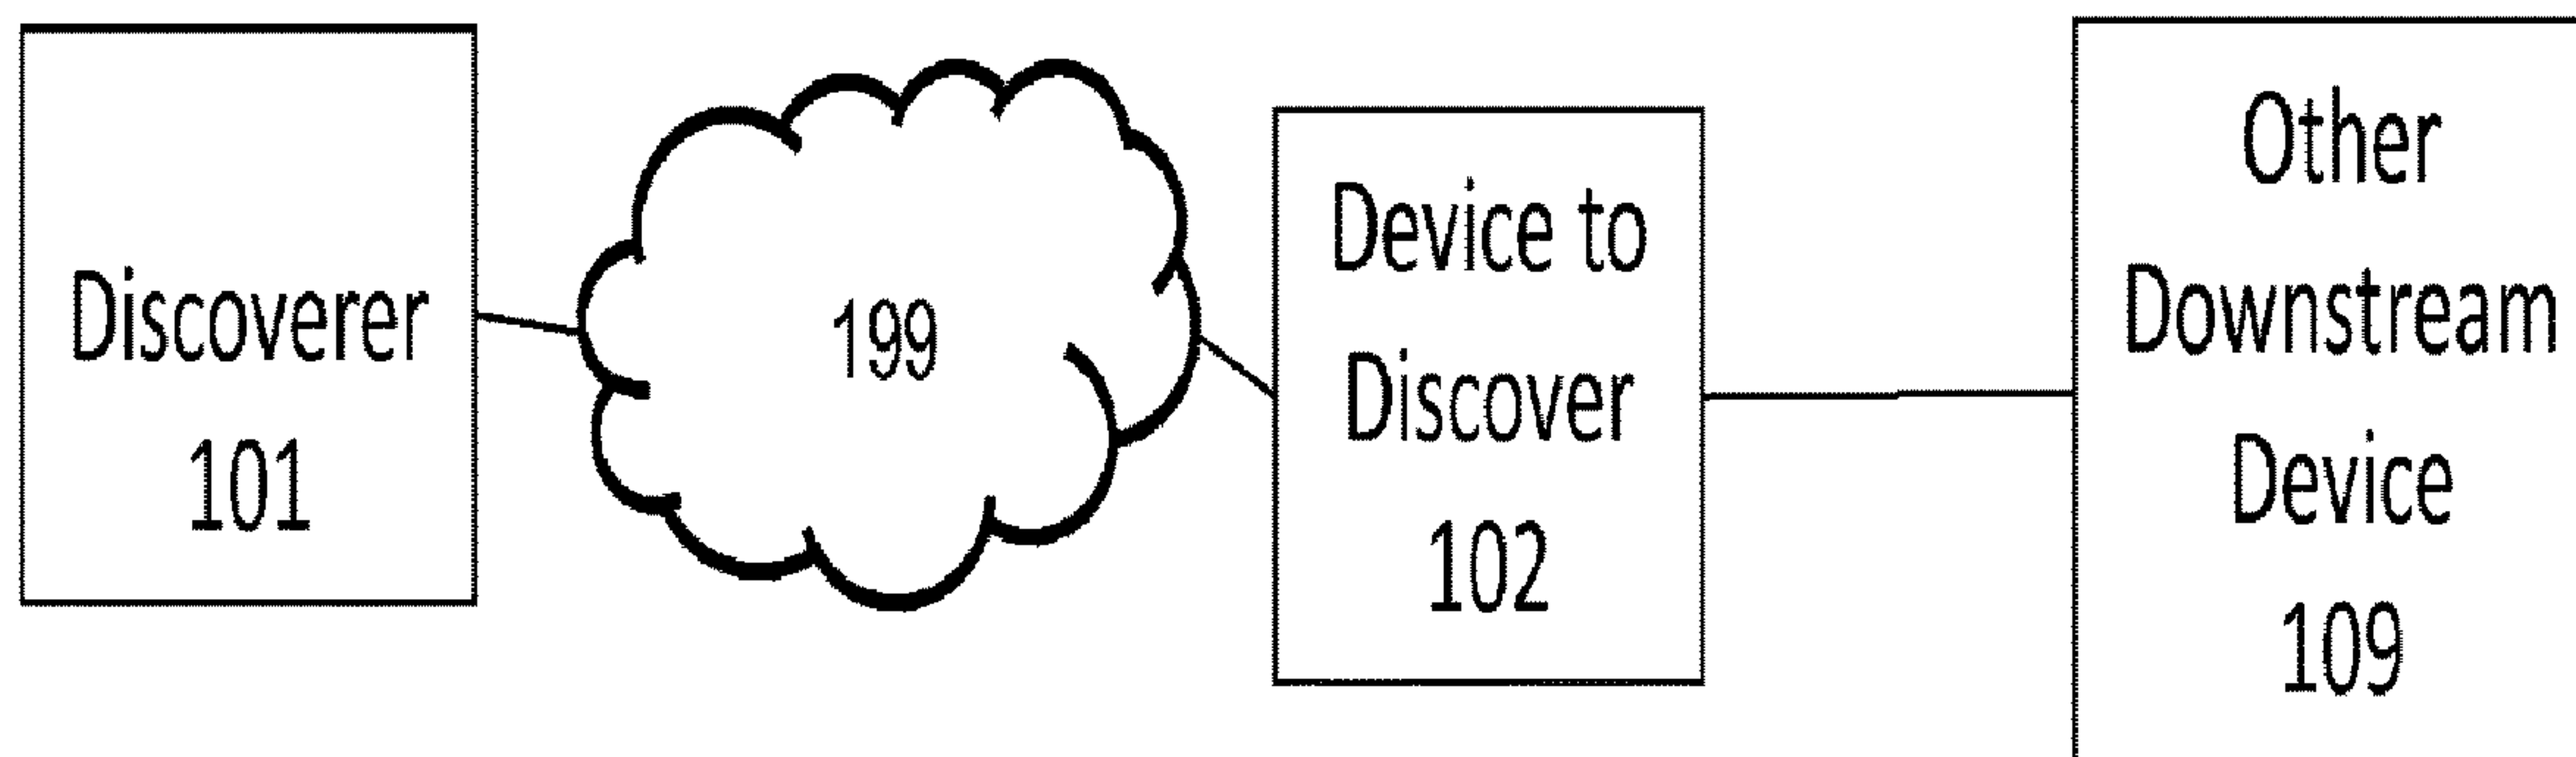 Discoverer
101
199
Device to
Discover
102
Other
Downstream
Device
109